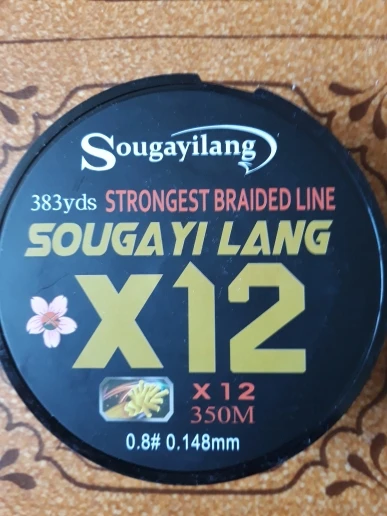 Sougayilang
383yds STRONGEST BRAIDED LINE
SOUGAYI LANG
X12
X12
350M
0.8# 0.148mm